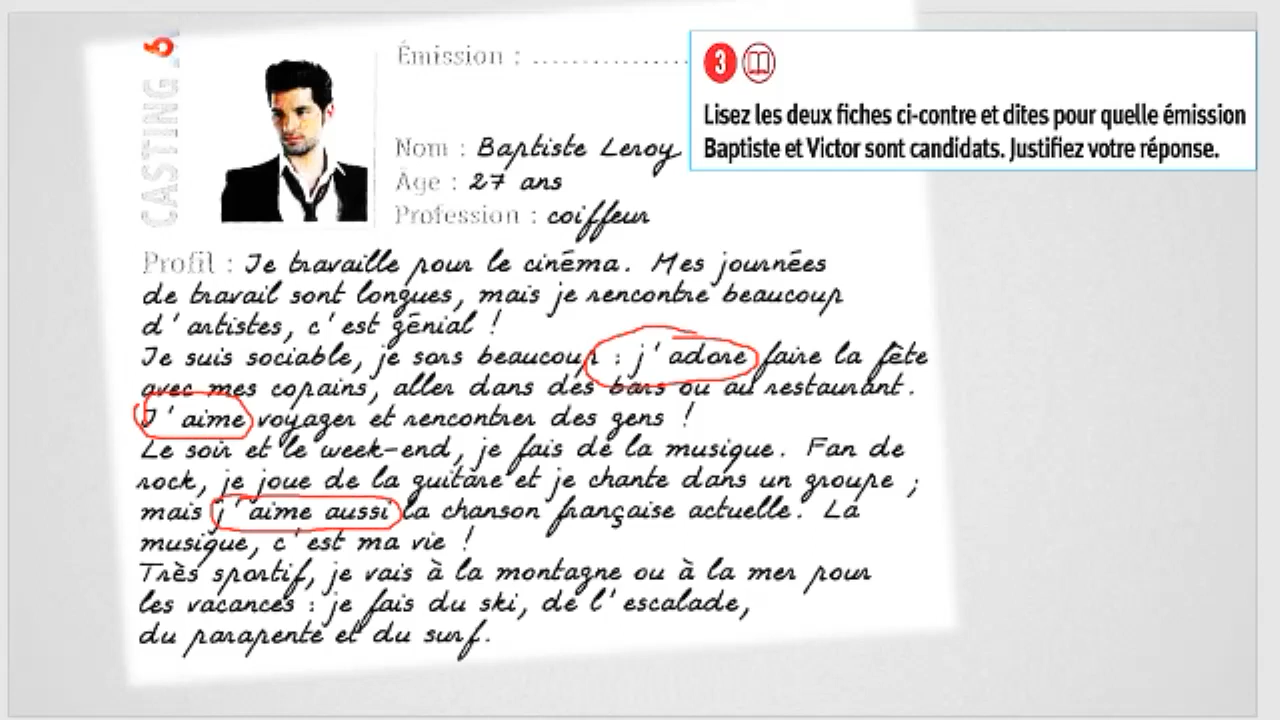 CASTING
Émission : ..................
Nom : Baptiste Leroy
Âge : 27 ans
Profession : coiffeur
Profil : Je travaille pour le cinéma. Mes journées
de travail sont longues, mais je rencontre beaucoup
d'artistes, c'est génial !
Je suis sociable, je sors beaucoup : j'adore faire la fête
avec mes copains, aller dans des bars ou au restaurant.
J'aime voyager et rencontrer des gens !
Le soir et le week-end, je fais de la musique. Fan de
rock, je joue de la guitare et je chante dans un groupe ;
mais j'aime aussi la chanson française actuelle. La
musique, c'est ma vie !
Très sportif, je vais à la montagne ou à la mer pour
les vacances : je fais du ski, de l'escalade,
du parapente et du surf.
3
Lisez les deux fiches ci-contre et dites pour quelle émission
Baptiste et Victor sont candidats. Justifiez votre réponse.